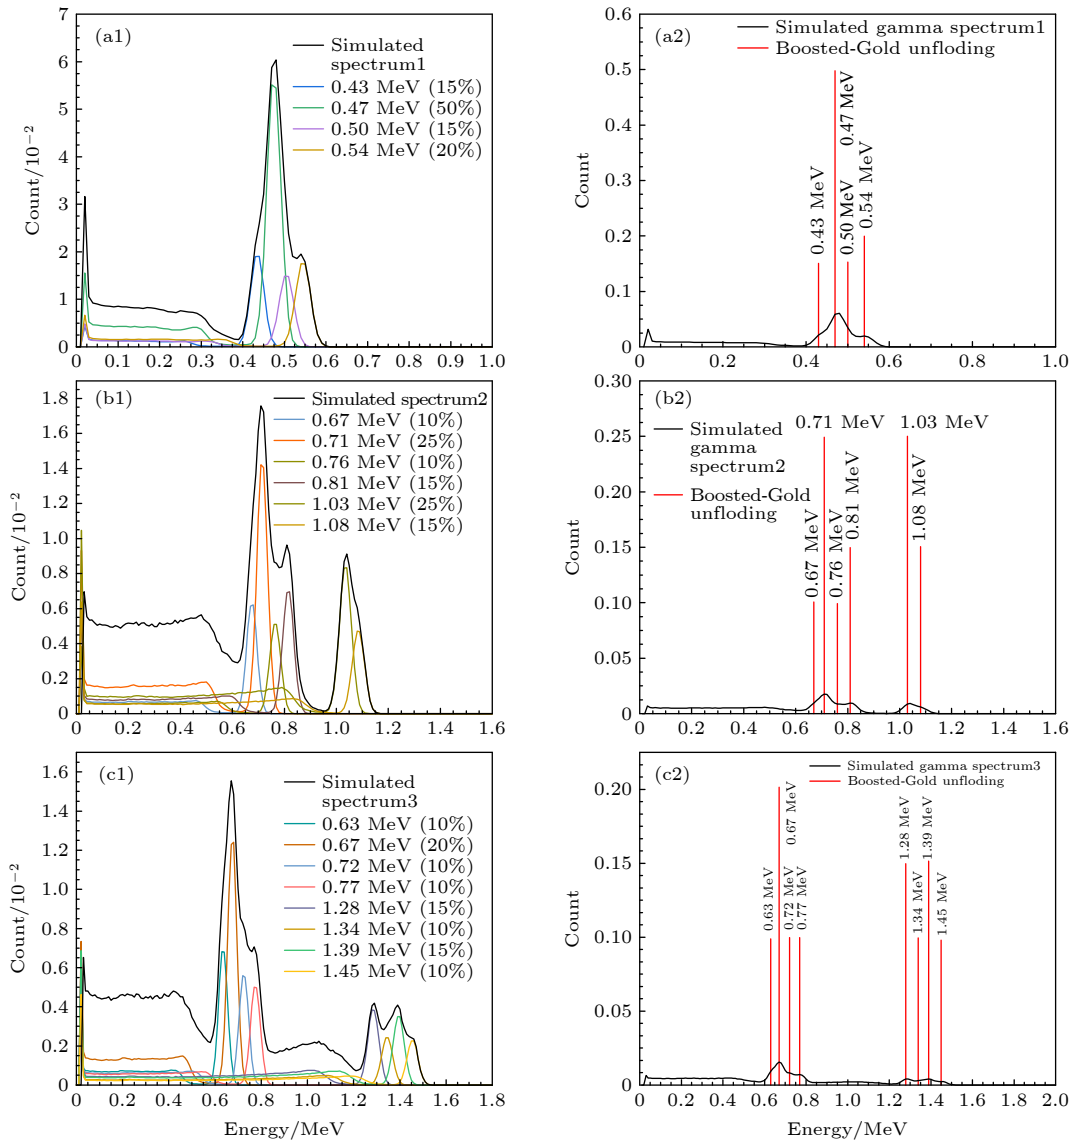 (a1)
Simulated
spectrum1
0.43 MeV (15%)
0.47 MeV (50%)
0.50 MeV (15%)
0.54 MeV (20%)
Count/10−2
7
6
5
4
3
2
1
0
0 0.1 0.2 0.3 0.4 0.5 0.6 0.7 0.8 0.9 1.0
(a2)
Simulated gamma spectrum1
Boosted-Gold unfloding
0.43 MeV
0.47 MeV
0.50 MeV
0.54 MeV
Count
0.6
0.5
0.4
0.3
0.2
0.1
0
0 0.2 0.4 0.6 0.8 1.0
(b1)
Simulated spectrum2
0.67 MeV (10%)
0.71 MeV (25%)
0.76 MeV (10%)
0.81 MeV (15%)
1.03 MeV (25%)
1.08 MeV (15%)
Count/10−2
1.8
1.6
1.4
1.2
1.0
0.8
0.6
0.4
0.2
0
0 0.2 0.4 0.6 0.8 1.0 1.2 1.4 1.6
(b2)
Simulated
gamma
spectrum2
Boosted-Gold
unfloding
0.67 MeV
0.71 MeV
0.76 MeV
0.81 MeV
1.03 MeV
1.08 MeV
Count
0.30
0.25
0.20
0.15
0.10
0.05
0
0 0.2 0.4 0.6 0.8 1.0 1.2 1.4 1.6
(c1)
Simulated
spectrum3
0.63 MeV (10%)
0.67 MeV (20%)
0.72 MeV (10%)
0.77 MeV (10%)
1.28 MeV (15%)
1.34 MeV (10%)
1.39 MeV (15%)
1.45 MeV (10%)
Count/10−2
1.6
1.4
1.2
1.0
0.8
0.6
0.4
0.2
0
0 0.2 0.4 0.6 0.8 1.0 1.2 1.4 1.6 1.8
Energy/MeV
(c2)
Simulated gamma spectrum3
Boosted-Gold unfloding
0.63 MeV
0.67 MeV
0.72 MeV
0.77 MeV
1.28 MeV
1.34 MeV
1.39 MeV
1.45 MeV
Count
0.20
0.15
0.10
0.05
0
0 0.2 0.4 0.6 0.8 1.0 1.2 1.4 1.6 1.8 2.0
Energy/MeV